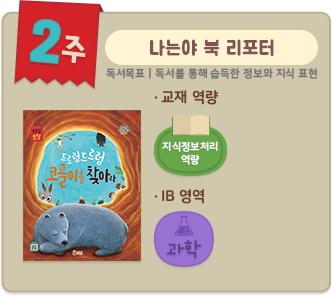 2주
나는야 북 리포터
독서목표 | 독서를 통해 습득한 정보와 지식 표현
· 교재 역량
지식정보처리
역량
드르렁드르렁
코골이를 찾아라
· IB 영역
과학